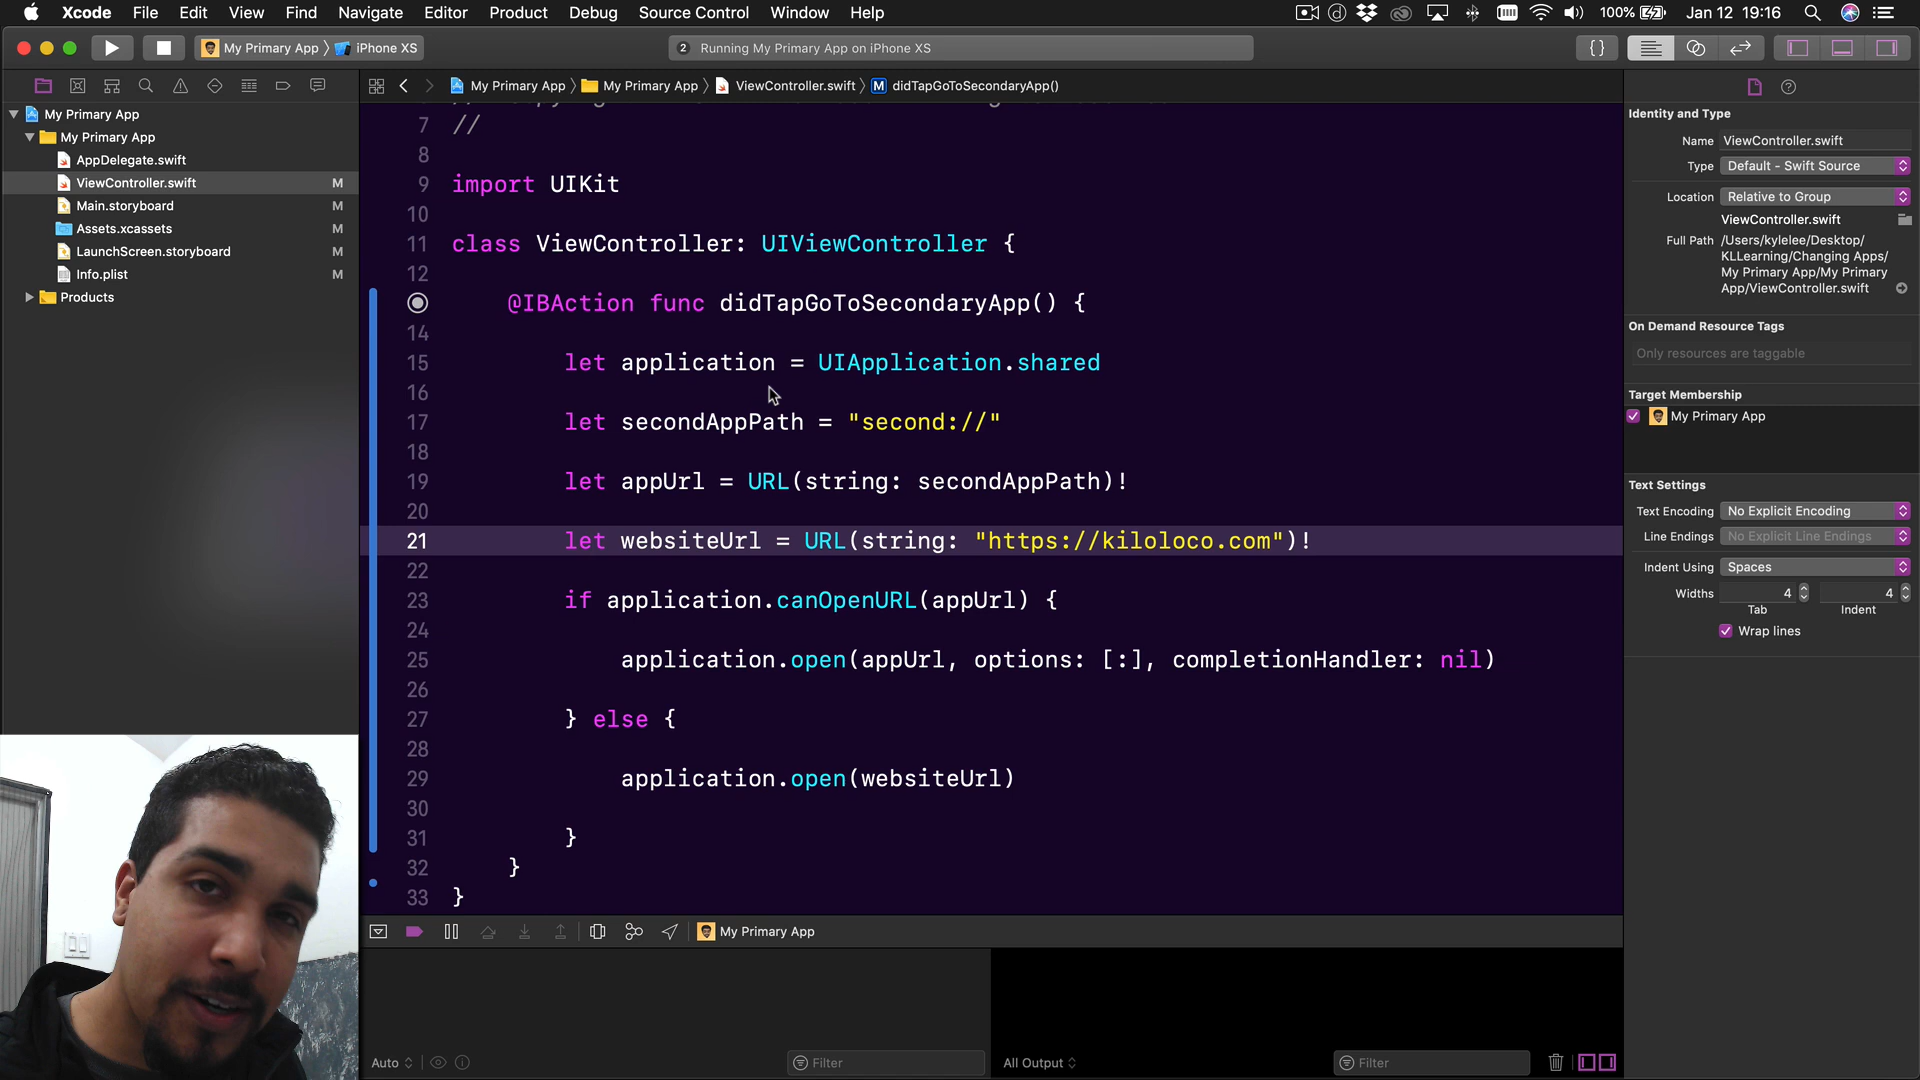 Xcode File Edit View Find Navigate Editor Product Debug Source Control Window Help 100% Jan 12 19:16
My Primary App iPhone XS 2 Running My Primary App on iPhone XS {}
My Primary App My Primary App ViewController.swift M didTapGoToSecondaryApp()
My Primary App
My Primary App
AppDelegate.swift
ViewController.swift M
Main.storyboard M
Assets.xcassets M
LaunchScreen.storyboard M
Info.plist M
Products
7 //
8
9 import UIKit
10
11 class ViewController: UIViewController {
12
@IBAction func didTapGoToSecondaryApp() {
14
15 let application = UIApplication.shared
16
17 let secondAppPath = "second://"
18
19 let appUrl = URL(string: secondAppPath)!
20
21 let websiteUrl = URL(string: "https://kiloloco.com")!
22
23 if application.canOpenURL(appUrl) {
24
25 application.open(appUrl, options: [:], completionHandler: nil)
26
27 } else {
28
29 application.open(websiteUrl)
30
31 }
32 }
33 }
My Primary App
Auto Filter All Output Filter
Identity and Type
Name ViewController.swift
Type Default - Swift Source
Location Relative to Group
ViewController.swift
Full Path /Users/kylelee/Desktop/
KLLearning/Changing Apps/
My Primary App/My Primary
App/ViewController.swift
On Demand Resource Tags
Only resources are taggable
Target Membership
My Primary App
Text Settings
Text Encoding No Explicit Encoding
Line Endings No Explicit Line Endings
Indent Using Spaces
Widths 4 4
Tab Indent
Wrap lines